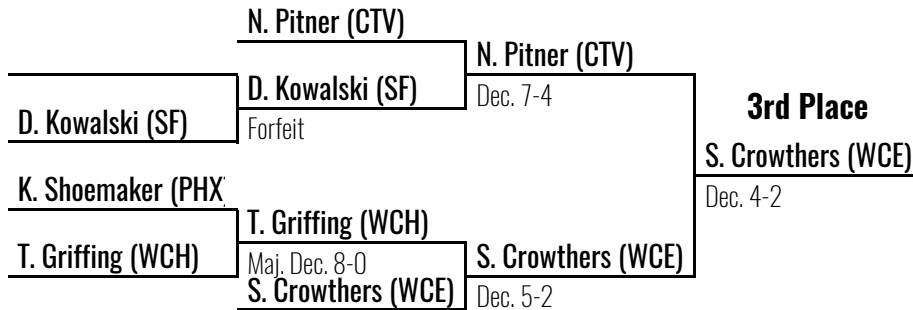 N. Pitner (CTV)
N. Pitner (CTV)
D. Kowalski (SF)
Dec. 7-4
3rd Place
D. Kowalski (SF)
Forfeit
S. Crowthers (WCE)
K. Shoemaker (PHX)
Dec. 4-2
T. Griffing (WCH)
T. Griffing (WCH)
Maj. Dec. 8-0
S. Crowthers (WCE)
S. Crowthers (WCE)
Dec. 5-2